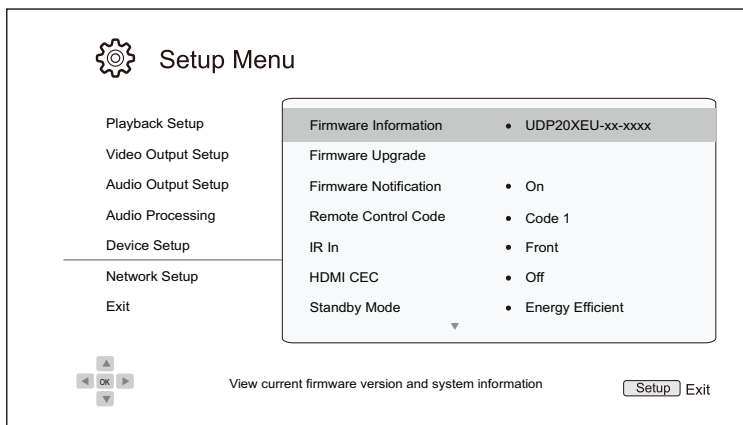 Setup Menu
Playback Setup
Video Output Setup
Audio Output Setup
Audio Processing
Device Setup
Network Setup
Exit
Firmware Information • UDP20XEU-xx-xxxx
Firmware Upgrade
Firmware Notification • On
Remote Control Code • Code 1
IR In • Front
HDMI CEC • Off
Standby Mode • Energy Efficient
OK
View current firmware version and system information
Setup Exit